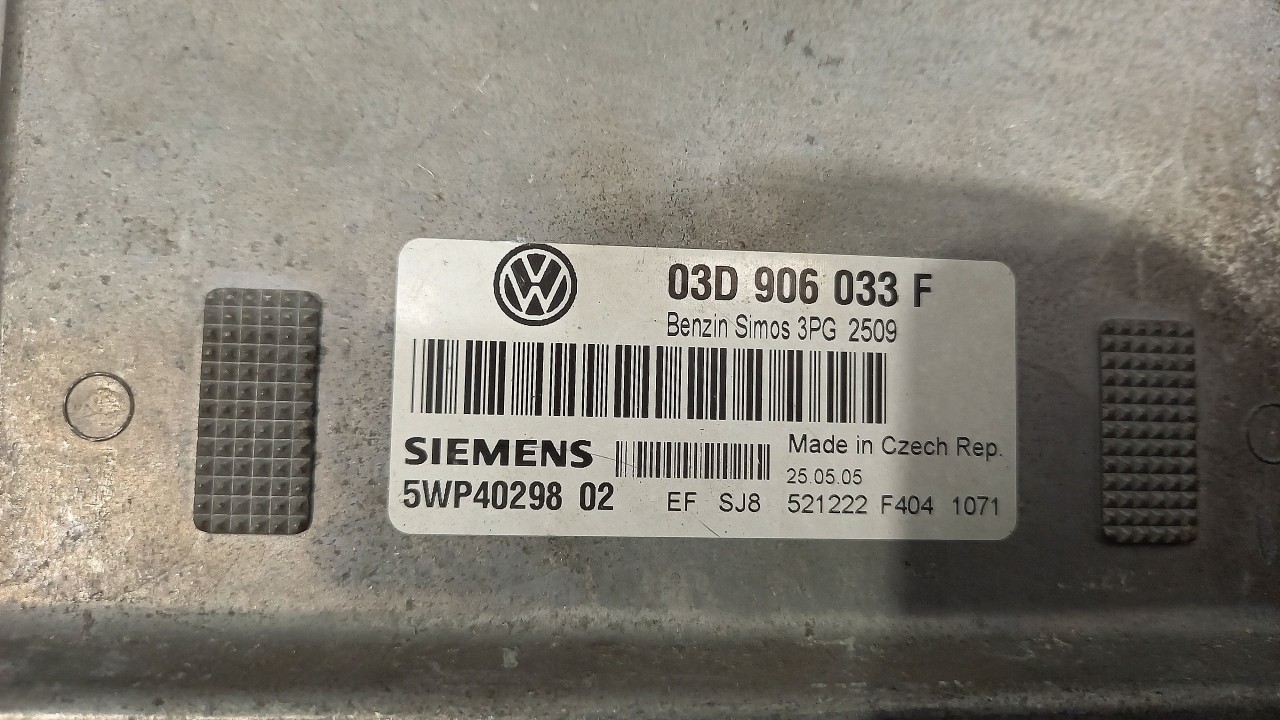 03D 906 033 F
Benzin Simos 3PG 2509
SIEMENS
Made in Czech Rep.
25.05.05
5WP40298 02 EF SJ8 521222 F404 1071